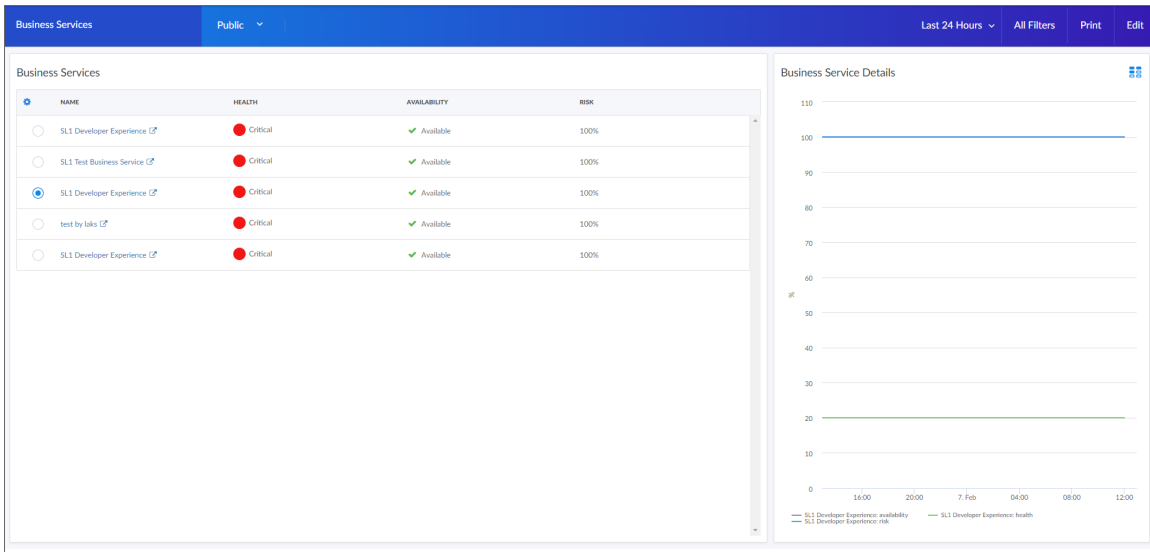 Business Services Public Last 24 Hours All Filters Print Edit
Business Services
NAME HEALTH AVAILABILITY RISK
SL1 Developer Experience Critical Available 100%
SL1 Test Business Service Critical Available 100%
SL1 Developer Experience Critical Available 100%
test by laks Critical Available 100%
SL1 Developer Experience Critical Available 100%
Business Service Details
110
100
90
80
70
60
%
50
40
30
20
10
0
16:00 20:00 7. Feb 04:00 08:00 12:00
SL1 Developer Experience: availability SL1 Developer Experience: health
SL1 Developer Experience: risk